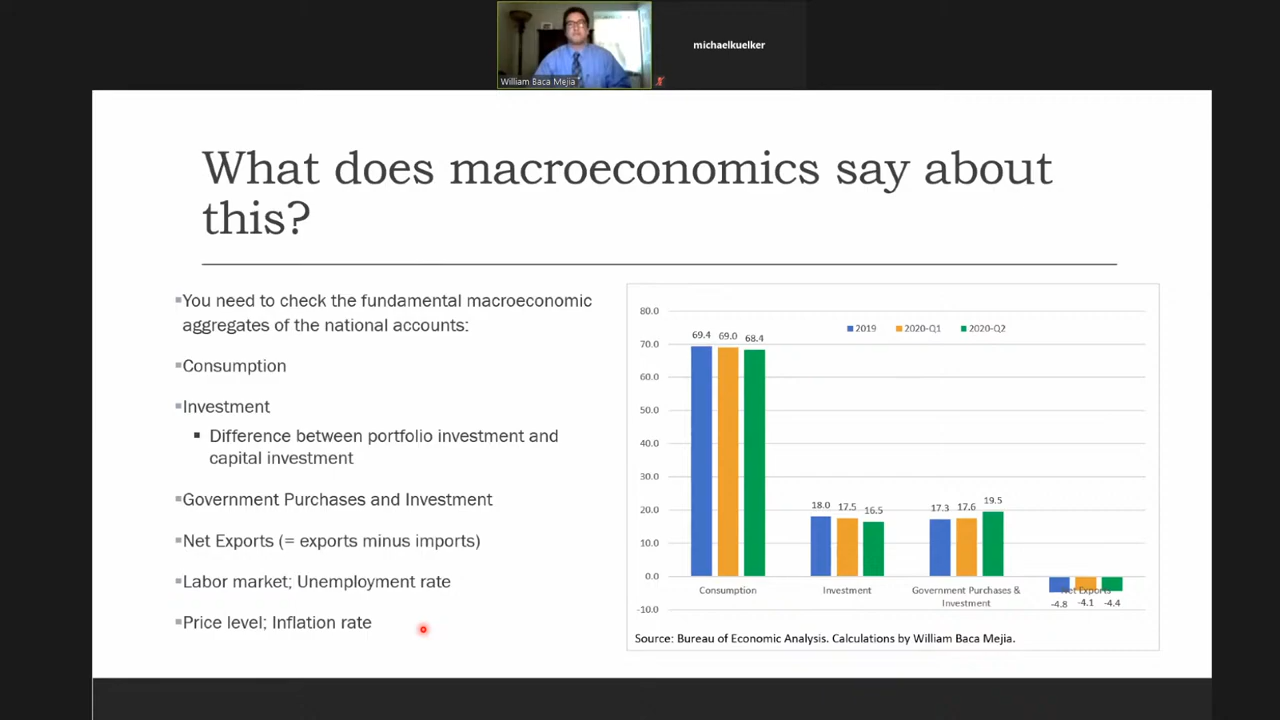 William Baca Mejia
michaelkuelker
What does macroeconomics say about
this?
You need to check the fundamental macroeconomic
aggregates of the national accounts:
Consumption
Investment
Difference between portfolio investment and
capital investment
Government Purchases and Investment
Net Exports (= exports minus imports)
Labor market; Unemployment rate
Price level; Inflation rate
80.0
70.0
60.0
50.0
40.0
30.0
20.0
10.0
0.0
-10.0
2019 2020-Q1 2020-Q2
69.4 69.0 68.4
18.0 17.5 16.5
17.3 17.6 19.5
-4.8 -4.1 -4.4
Consumption
Investment
Government Purchases &
Investment
Net Exports
Source: Bureau of Economic Analysis. Calculations by William Baca Mejia.